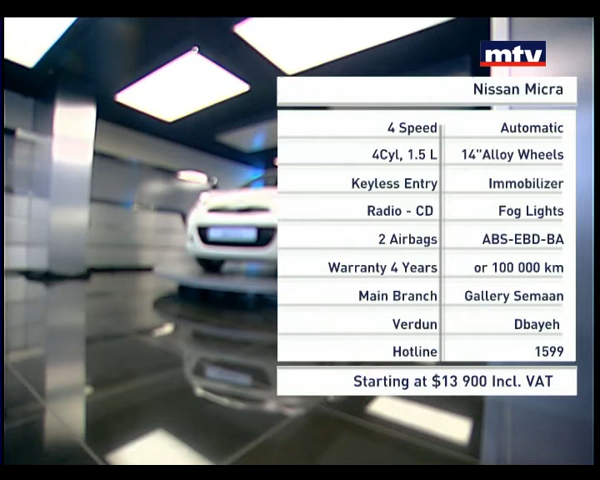 mtv
Nissan Micra
4 Speed Automatic
4Cyl, 1.5 L 14"Alloy Wheels
Keyless Entry Immobilizer
Radio - CD Fog Lights
2 Airbags ABS-EBD-BA
Warranty 4 Years or 100 000 km
Main Branch Gallery Semaan
Verdun Dbayeh
Hotline 1599
Starting at $13 900 Incl. VAT